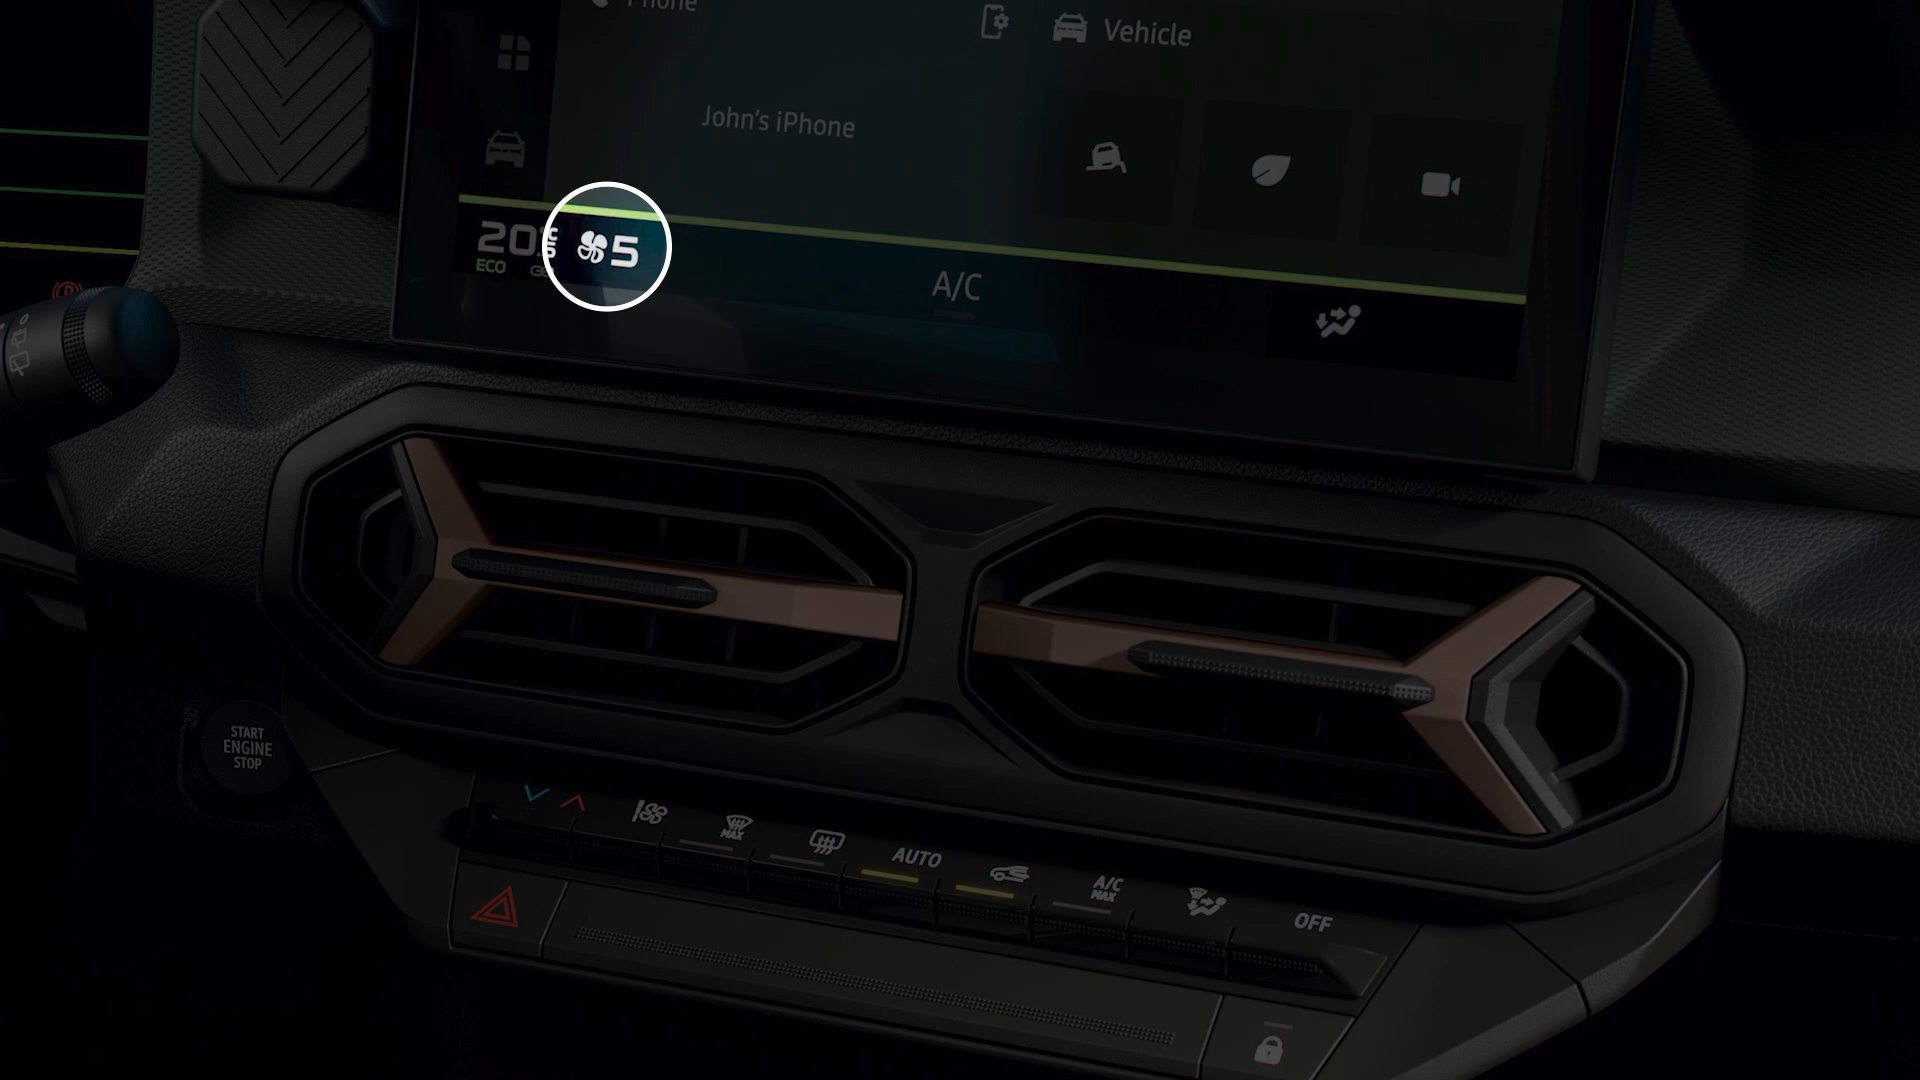 Phone
Vehicle
John's iPhone
20
5
ECO
A/C
START
ENGINE
STOP
MAX
AUTO
A/C
MAX
OFF